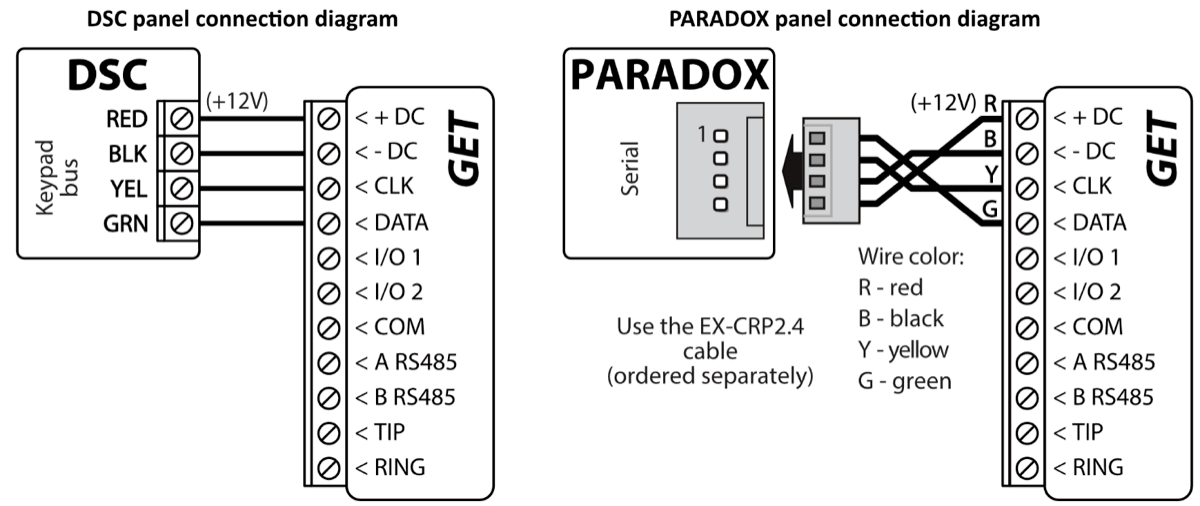 DSC panel connection diagram
DSC
Keypad
bus
RED
BLK
YEL
GRN
(+12V)
< + DC
< - DC
< CLK
< DATA
< I/O 1
< I/O 2
< COM
< A RS485
< B RS485
< TIP
< RING
GET
PARADOX panel connection diagram
PARADOX
Serial
1
(+12V) R
B
Y
G
Wire color:
R - red
B - black
Y - yellow
G - green
Use the EX-CRP2.4
cable
(ordered separately)
< + DC
< - DC
< CLK
< DATA
< I/O 1
< I/O 2
< COM
< A RS485
< B RS485
< TIP
< RING
GET